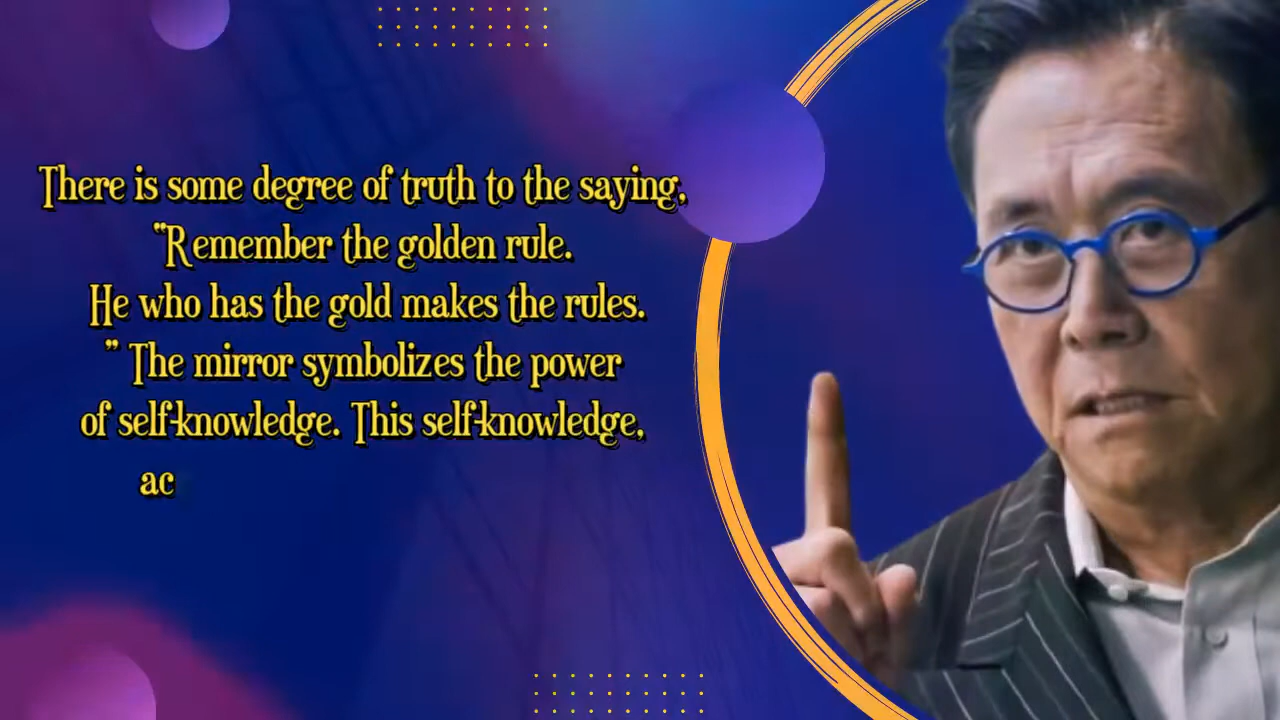 There is some degree of truth to the saying,
"Remember the golden rule.
He who has the gold makes the rules.
" The mirror symbolizes the power
of self-knowledge. This self-knowledge,
ac